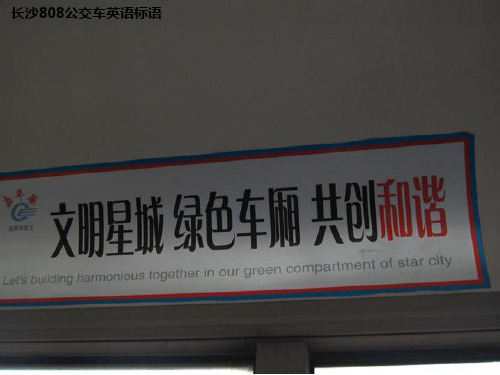 长沙808公交车英语标语
文明星城 绿色车厢 共创和谐
Let's building harmonious together in our green compartment of star city